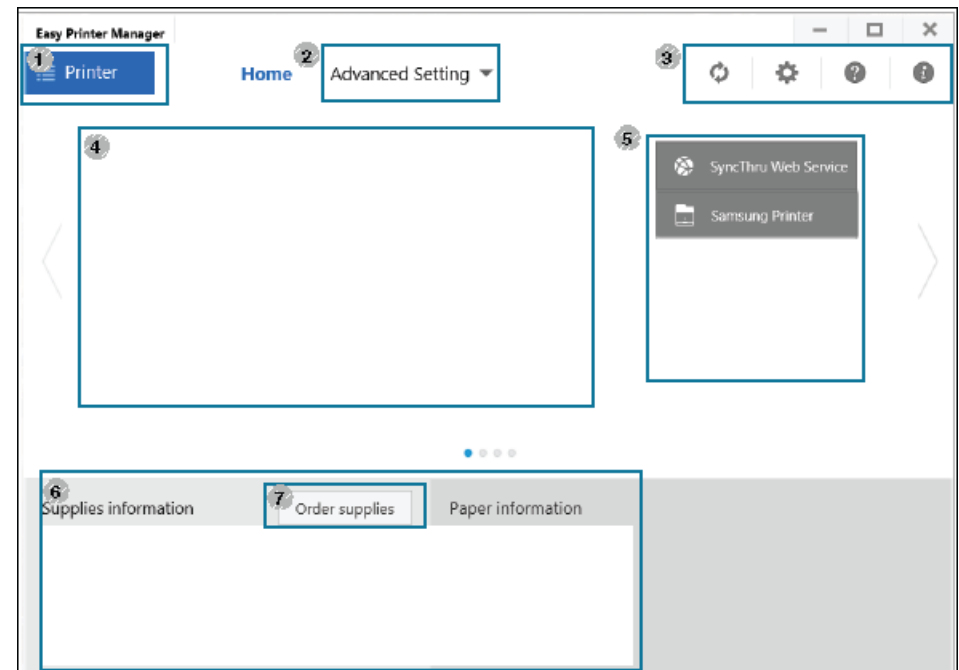 Easy Printer Manager
1
Printer
Home
2
Advanced Setting
3
4
5
SyncThru Web Service
Samsung Printer
6
Supplies information
7
Order supplies
Paper information